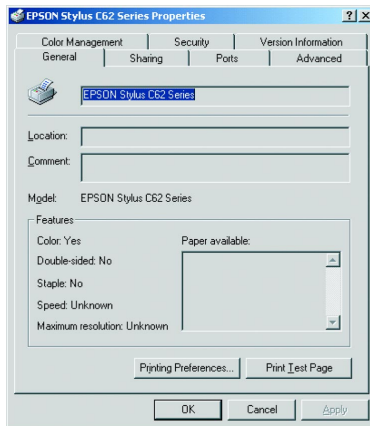 EPSON Stylus C62 Series Properties
Color Management Security Version Information
General Sharing Ports Advanced
EPSON Stylus C62 Series
Location:
Comment:
Model: EPSON Stylus C62 Series
Features
Color: Yes Paper available:
Double-sided: No
Staple: No
Speed: Unknown
Maximum resolution: Unknown
Printing Preferences... Print Test Page
OK Cancel Apply